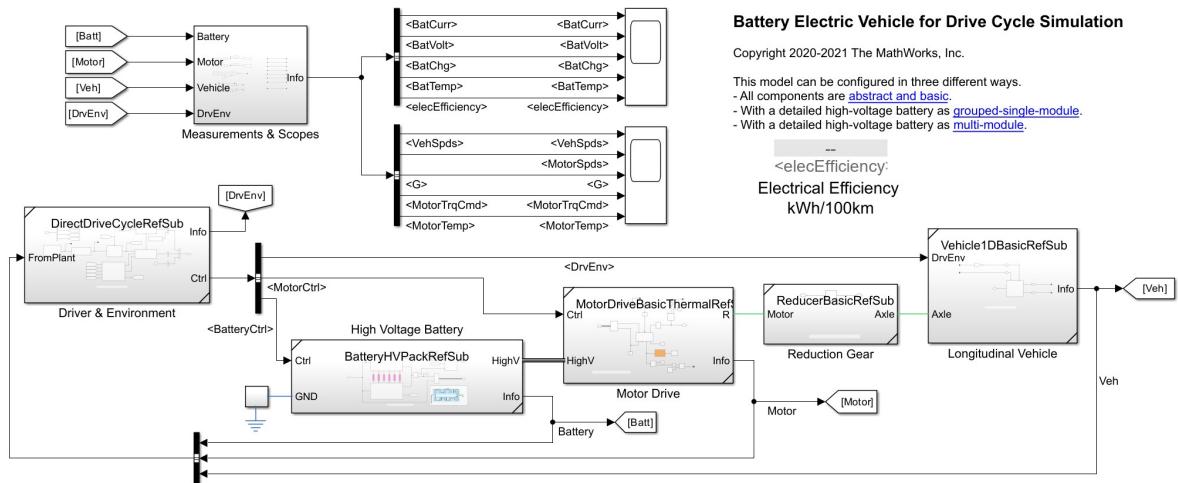 Battery Electric Vehicle for Drive Cycle Simulation
Copyright 2020-2021 The MathWorks, Inc.
This model can be configured in three different ways.
- All components are abstract and basic.
- With a detailed high-voltage battery as grouped-single-module.
- With a detailed high-voltage battery as multi-module.
--
<elecEfficiency:
Electrical Efficiency
kWh/100km
[Batt]
[Motor]
[Veh]
[DrvEnv]
Battery
Motor
Vehicle
DrvEnv
Info
Measurements & Scopes
<BatCurr> <BatCurr>
<BatVolt> <BatVolt>
<BatChg> <BatChg>
<BatTemp> <BatTemp>
<elecEfficiency> <elecEfficiency>
<VehSpds> <VehSpds>
<MotorSpds>
<G> <G>
<MotorTrqCmd> <MotorTrqCmd>
<MotorTemp> <MotorTemp>
[DrvEnv]
DirectDriveCycleRefSub
Info
FromPlant
Ctrl
Driver & Environment
<DrvEnv>
<MotorCtrl>
<BatteryCtrl>
High Voltage Battery
BatteryHVPackRefSub
Ctrl
HighV
GND
Info
Battery
[Batt]
MotorDriveBasicThermalRefS
Ctrl
R
HighV
Info
Motor Drive
Motor
[Motor]
ReducerBasicRefSub
Motor
Axle
Reduction Gear
Vehicle1DBasicRefSub
DrvEnv
Info
Axle
Longitudinal Vehicle
[Veh]
Veh